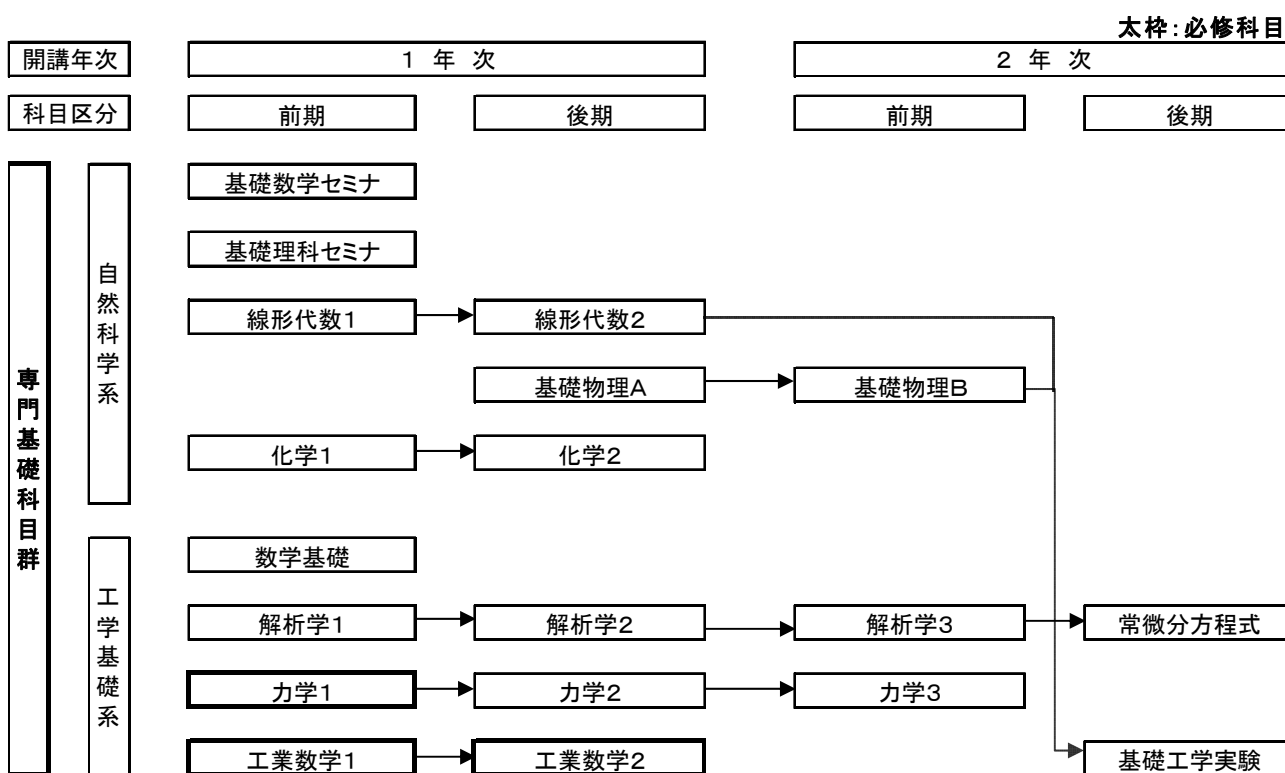 太枠:必修科目
開講年次
1 年 次
2 年 次
科目区分
前期
後期
前期
後期
専門基礎科目群
自然科学系
基礎数学セミナ
基礎理科セミナ
線形代数1
線形代数2
基礎物理A
基礎物理B
化学1
化学2
工学基礎系
数学基礎
解析学1
解析学2
解析学3
常微分方程式
力学1
力学2
力学3
工業数学1
工業数学2
基礎工学実験